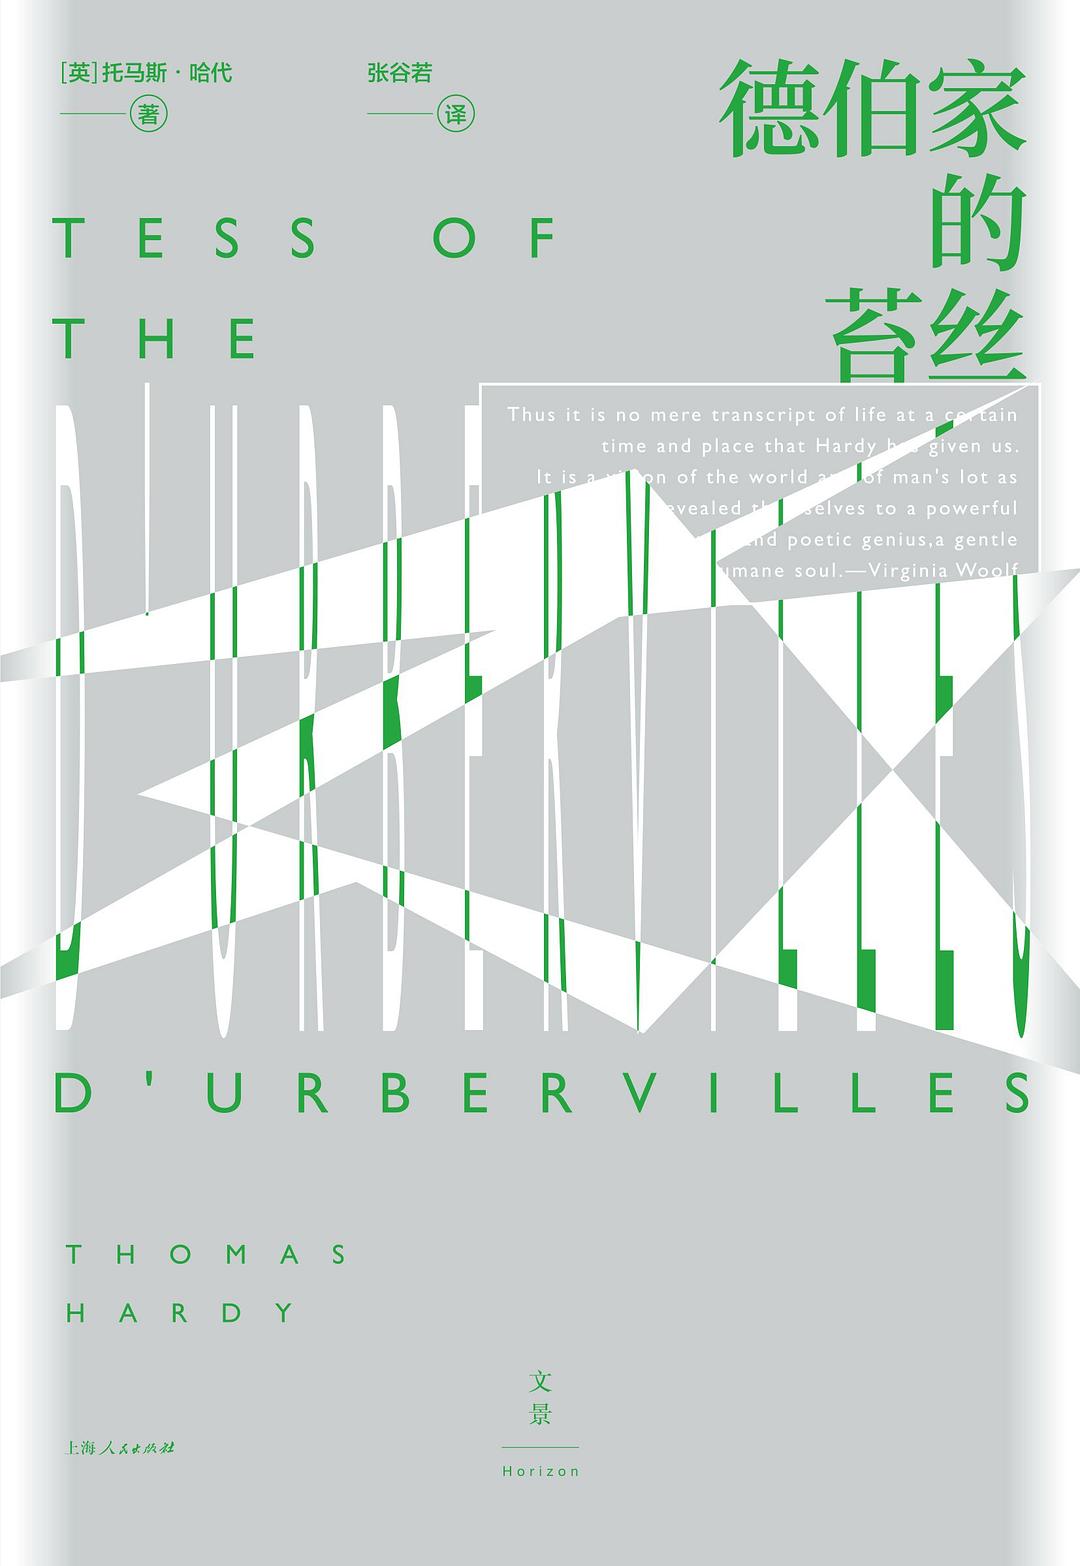 [英]托马斯·哈代
著
张谷若
译
德伯家
的
苔丝
TESS OF
THE
D'URBERVILLES
Thus it is no mere transcript of life at a certain
time and place that Hardy has given us.
It is a vision of the world and of man's lot as
revealed themselves to a powerful
and poetic genius,a gentle
humane soul.—Virginia Woolf
D'URBERVILLES
THOMAS
HARDY
文
景
Horizon
上海人民出版社